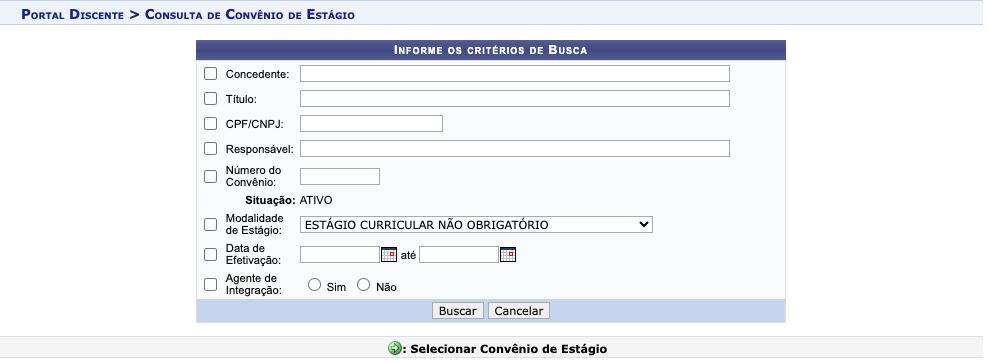 Portal Discente > Consulta de Convênio de Estágio
Informe os critérios de Busca
Concedente:
Título:
CPF/CNPJ:
Responsável:
Número do
Convênio:
Situação: ATIVO
Modalidade
de Estágio:
ESTÁGIO CURRICULAR NÃO OBRIGATÓRIO
Data de
Efetivação:
até
Agente de
Integração:
Sim Não
Buscar Cancelar
: Selecionar Convênio de Estágio